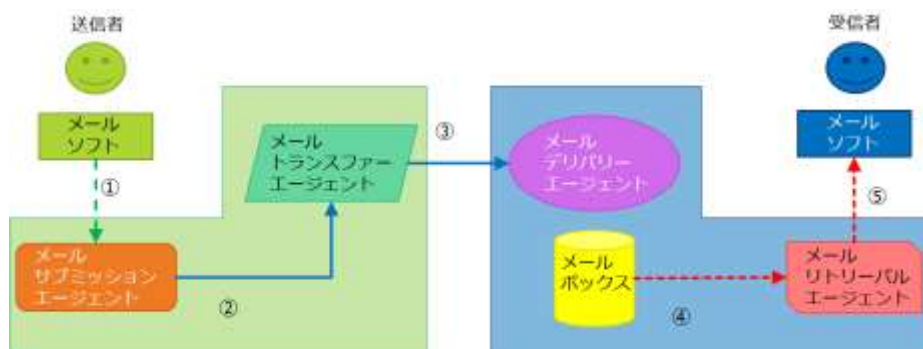 送信者
受信者
メール
ソフト
①
メール
トランスファー
エージェント
③
メール
デリバリー
エージェント
メール
ソフト
⑤
メール
サブミッション
エージェント
②
メール
ボックス
④
メール
リトリーバル
エージェント